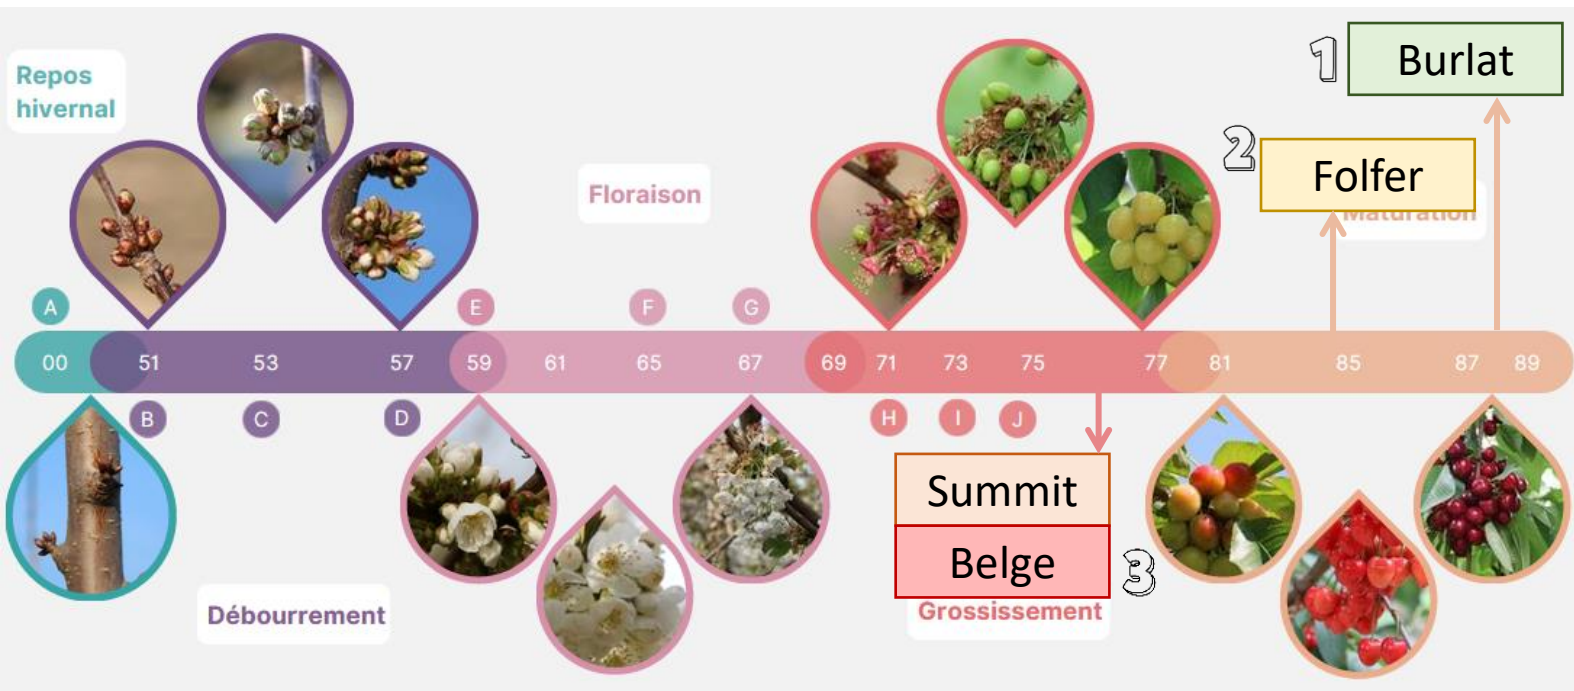 Repos
hivernal
1
Burlat
2
Folfer
Maturation
Floraison
A
E
F
G
00
51
53
57
59
61
65
67
69
71
73
75
77
81
85
87
89
B
C
D
H
I
J
Summit
Belge
3
Débourrement
Grossissement